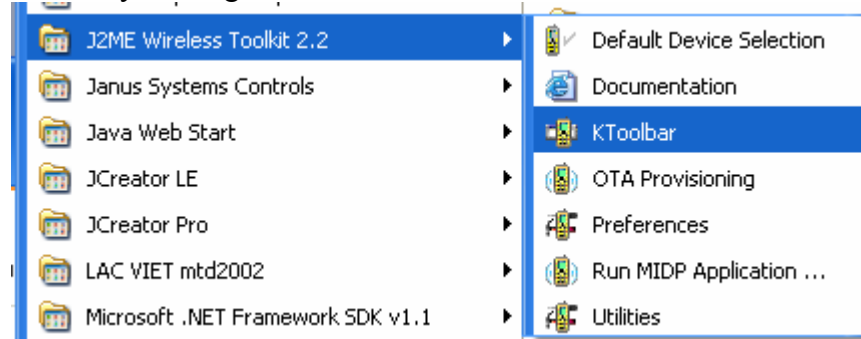 J2ME Wireless Toolkit 2.2
Janus Systems Controls
Java Web Start
JCreator LE
JCreator Pro
LAC VIET mtd2002
Microsoft .NET Framework SDK v1.1
Default Device Selection
Documentation
KToolbar
OTA Provisioning
Preferences
Run MIDP Application ...
Utilities